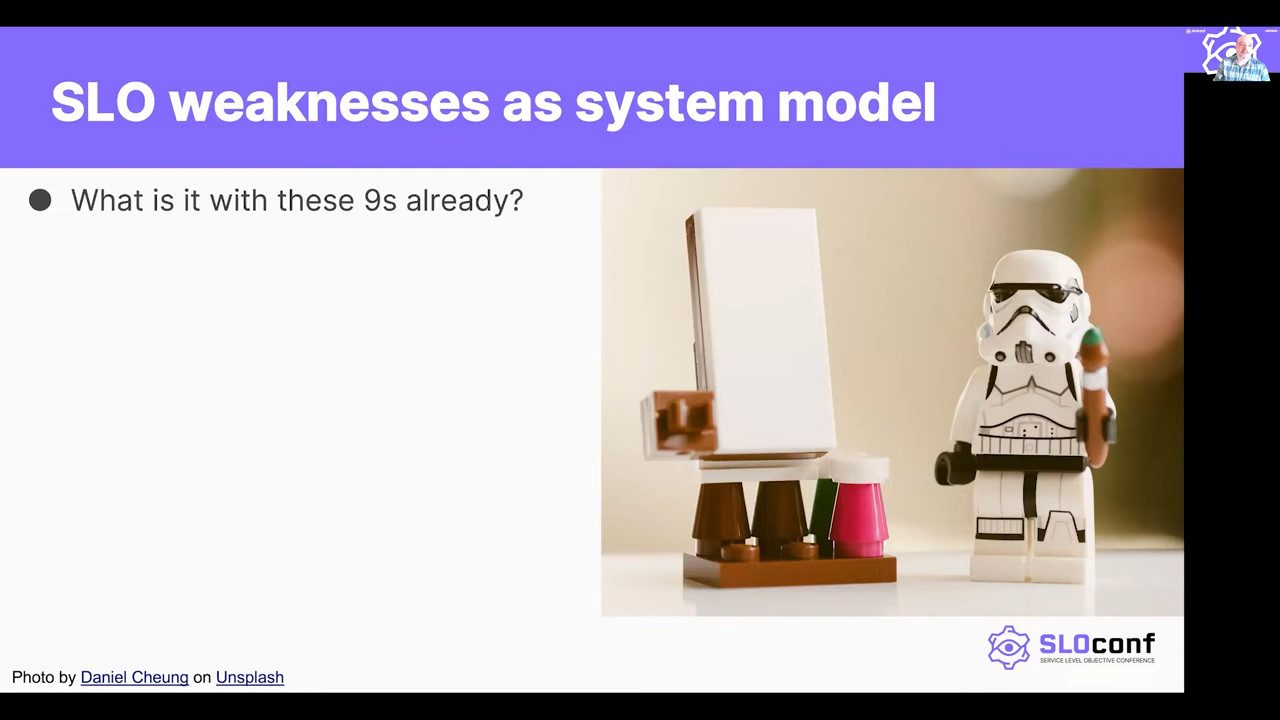 SLO weaknesses as system model
● What is it with these 9s already?
SLOconf
SERVICE LEVEL OBJECTIVE CONFERENCE
Photo by Daniel Cheung on Unsplash